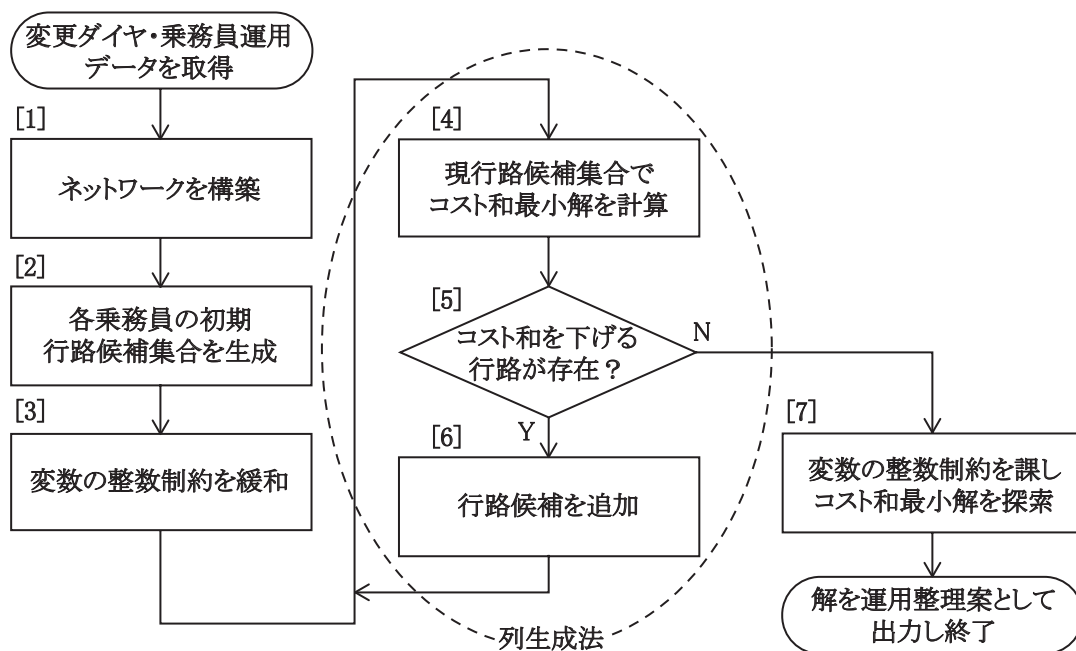 変更ダイヤ・乗務員運用
データを取得
[1]
ネットワークを構築
[2]
各乗務員の初期
行路候補集合を生成
[3]
変数の整数制約を緩和
[4]
現行路候補集合で
コスト和最小解を計算
[5]
コスト和を下げる
行路が存在？
N
Y
[6]
行路候補を追加
列生成法
[7]
変数の整数制約を課し
コスト和最小解を探索
解を運用整理案として
出力し終了